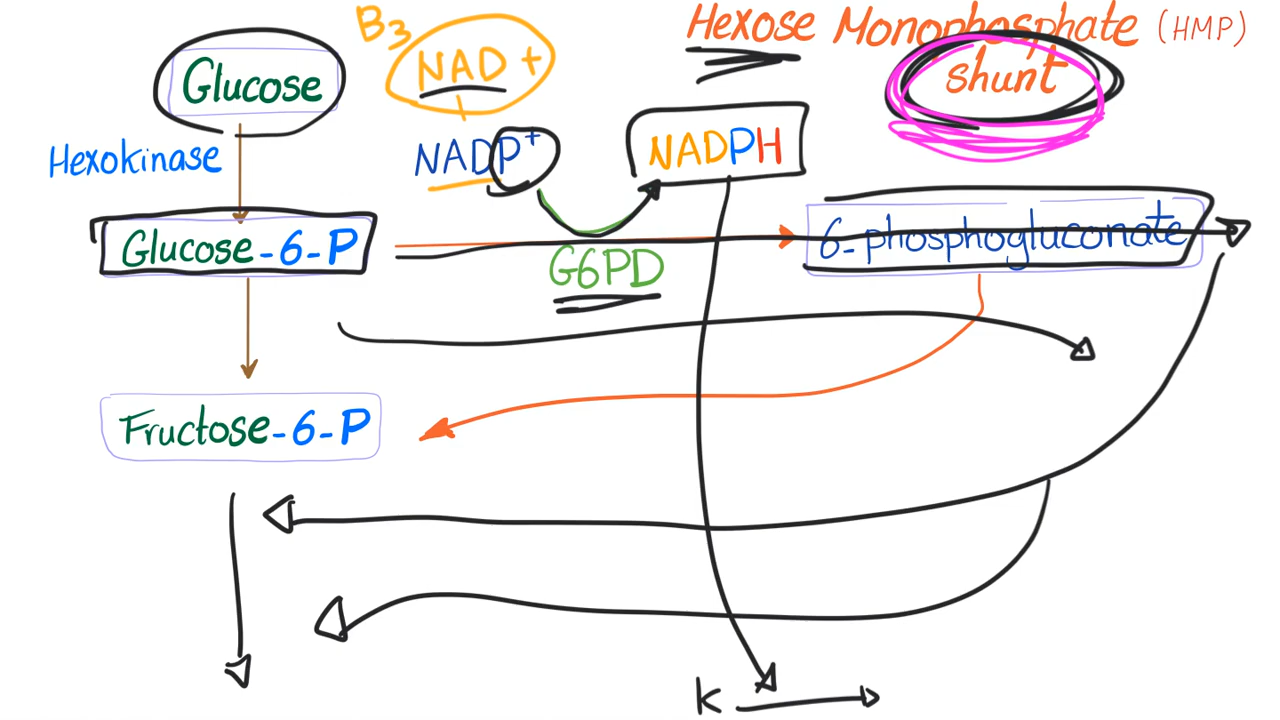 Hexose Monophosphate (HMP)
shunt
B3
NAD+
Glucose
Hexokinase
NADP+
NADPH
Glucose-6-P
G6PD
6-phosphogluconate
Fructose-6-P
K